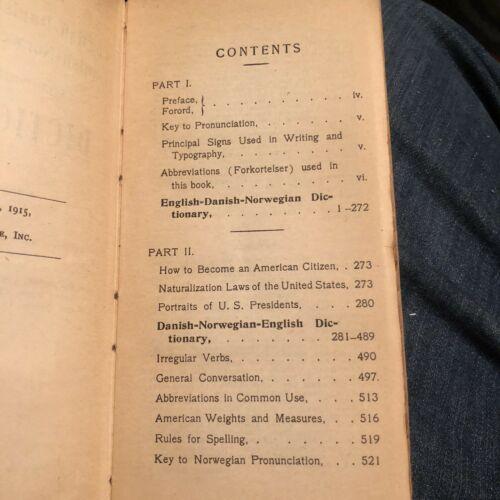 , 1915,
E, INC.
CONTENTS
PART I.
Preface, } . . . . . . . . . . iv.
Forord, }
Key to Pronunciation, . . . . . . . v.
Principal Signs Used in Writing and
Typography, . . . . . . . . . v.
Abbreviations (Forkortelser) used in
this book, . . . . . . . . . vi.
English-Danish-Norwegian Dic-
tionary, . . . . . . . . 1-272
PART II.
How to Become an American Citizen, . 273
Naturalization Laws of the United States, 273
Portraits of U. S. Presidents, . . . 280
Danish-Norwegian-English Dic-
tionary, . . . . . . . 281-489
Irregular Verbs, . . . . . . . 490
General Conversation, . . . . . . 497
Abbreviations in Common Use, . . . 513
American Weights and Measures, . . . 516
Rules for Spelling, . . . . . . 519
Key to Norwegian Pronunciation, . . . 521